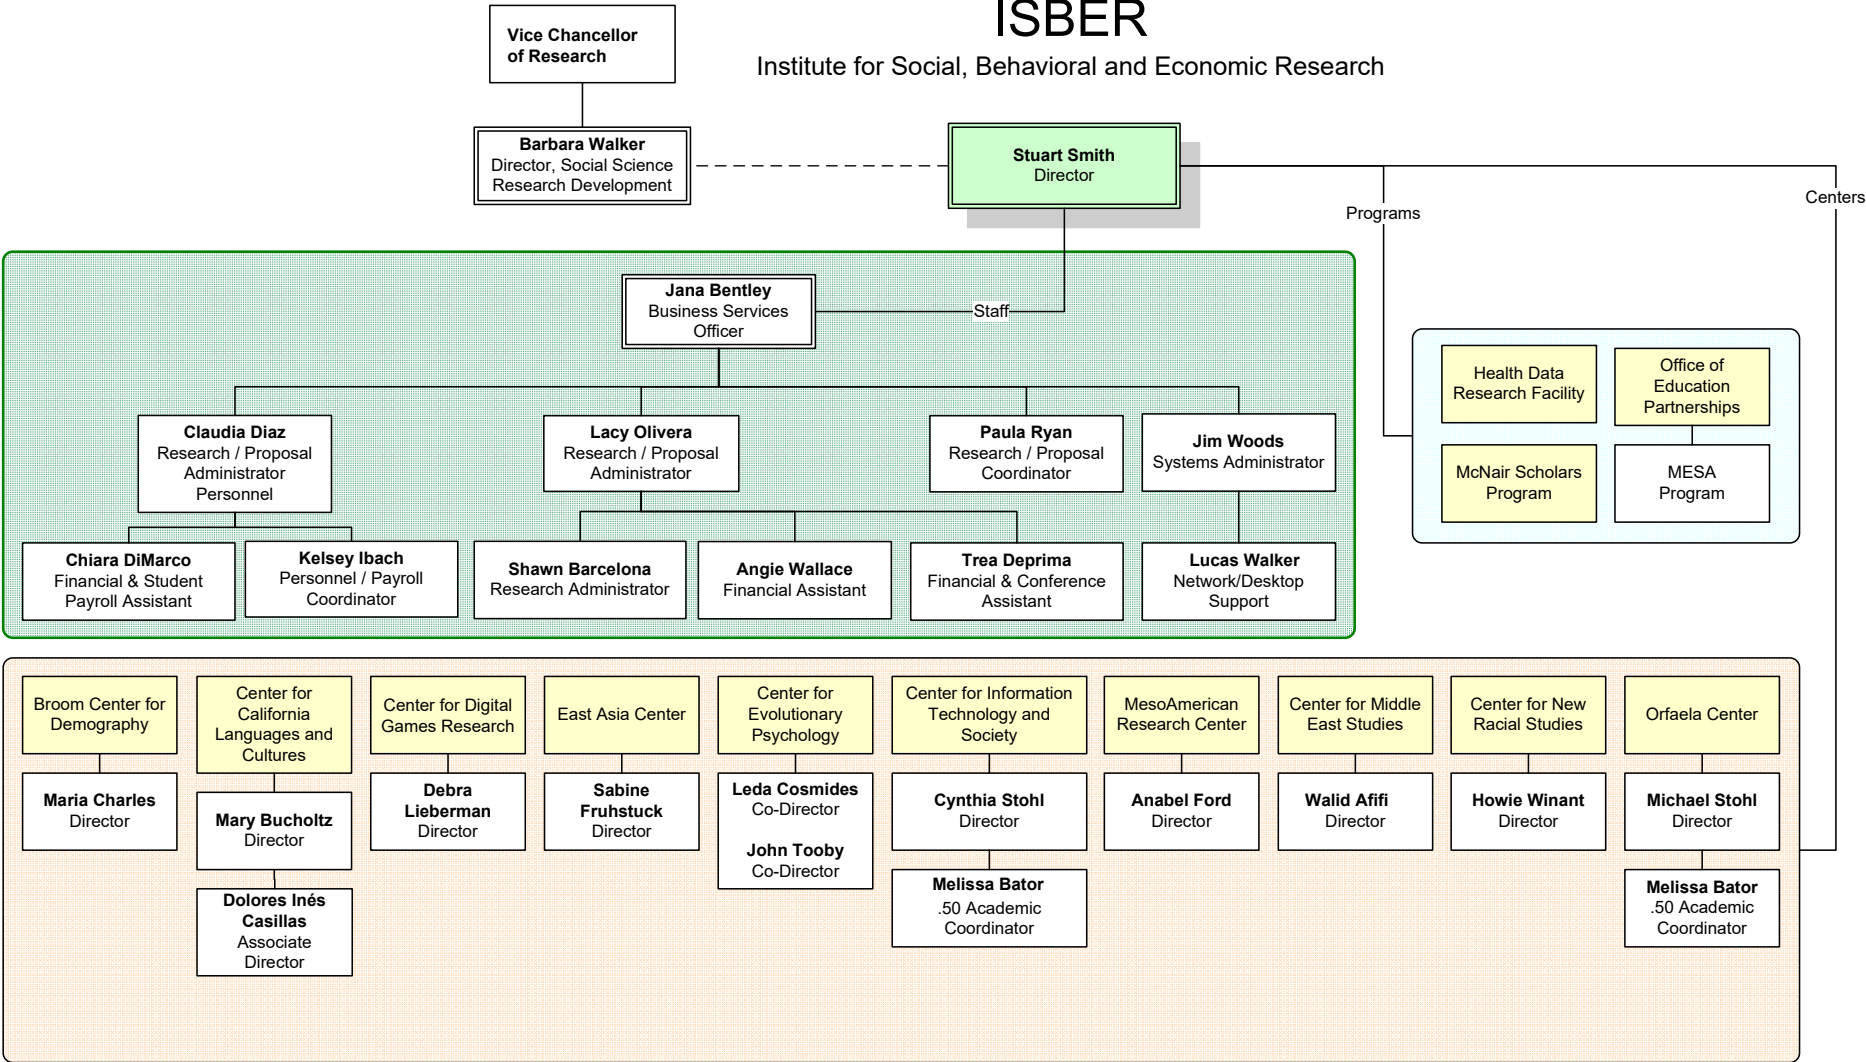 ISBER
Institute for Social, Behavioral and Economic Research
Vice Chancellor
of Research
Barbara Walker
Director, Social Science
Research Development
Stuart Smith
Director
Programs
Centers
Jana Bentley
Business Services
Officer
Staff
Claudia Diaz
Research / Proposal
Administrator
Personnel
Lacy Olivera
Research / Proposal
Administrator
Paula Ryan
Research / Proposal
Coordinator
Jim Woods
Systems Administrator
Chiara DiMarco
Financial & Student
Payroll Assistant
Kelsey Ibach
Personnel / Payroll
Coordinator
Shawn Barcelona
Research Administrator
Angie Wallace
Financial Assistant
Trea Deprima
Financial & Conference
Assistant
Lucas Walker
Network/Desktop
Support
Health Data
Research Facility
Office of
Education
Partnerships
McNair Scholars
Program
MESA
Program
Broom Center for
Demography
Maria Charles
Director
Center for
California
Languages and
Cultures
Mary Bucholtz
Director
Dolores Inés
Casillas
Associate
Director
Center for Digital
Games Research
Debra
Lieberman
Director
East Asia Center
Sabine
Fruhstuck
Director
Center for
Evolutionary
Psychology
Leda Cosmides
Co-Director
John Tooby
Co-Director
Center for Information
Technology and
Society
Cynthia Stohl
Director
Melissa Bator
.50 Academic
Coordinator
MesoAmerican
Research Center
Anabel Ford
Director
Center for Middle
East Studies
Walid Afifi
Director
Center for New
Racial Studies
Howie Winant
Director
Orfaela Center
Michael Stohl
Director
Melissa Bator
.50 Academic
Coordinator